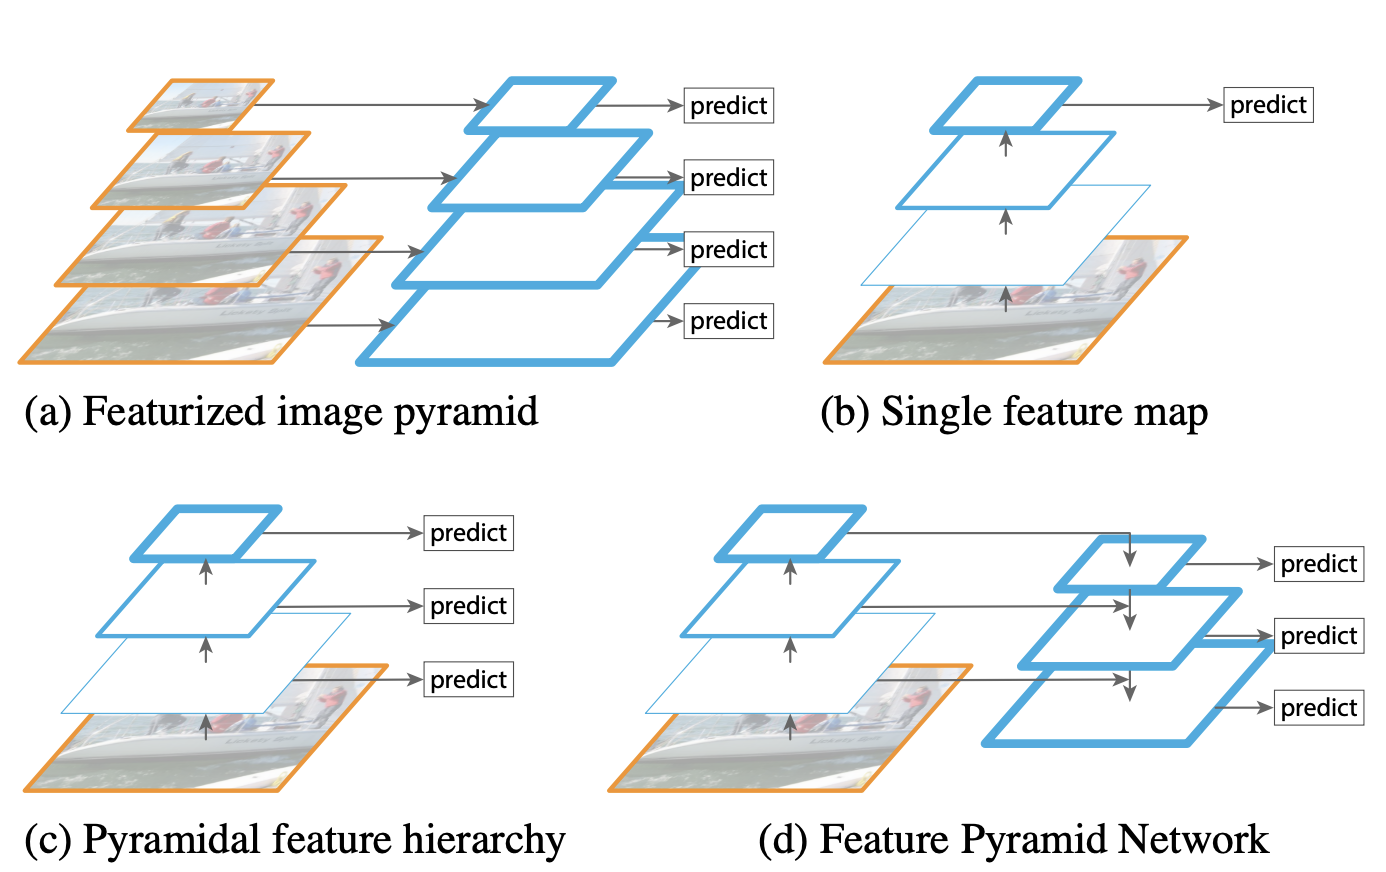 predict
predict
predict
predict
predict
(a) Featurized image pyramid
(b) Single feature map
predict
predict
predict
predict
predict
predict
(c) Pyramidal feature hierarchy
(d) Feature Pyramid Network